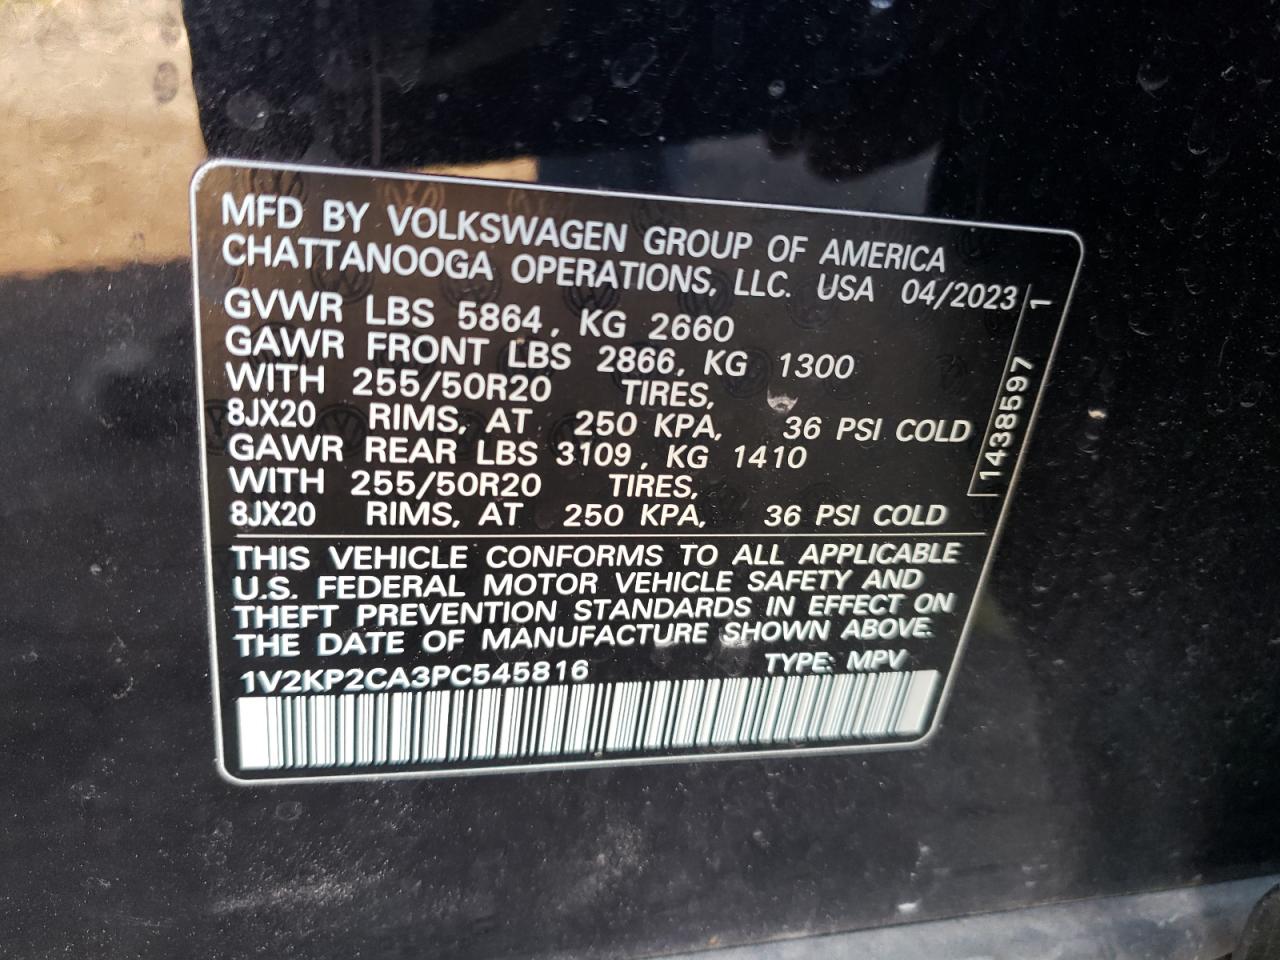 MFD BY VOLKSWAGEN GROUP OF AMERICA
CHATTANOOGA OPERATIONS, LLC. USA 04/2023
GVWR LBS 5864, KG 2660
GAWR FRONT LBS 2866, KG 1300
WITH 255/50R20 TIRES,
8JX20 RIMS, AT 250 KPA, 36 PSI COLD
GAWR REAR LBS 3109, KG 1410
WITH 255/50R20 TIRES,
8JX20 RIMS, AT 250 KPA, 36 PSI COLD
1438597 1
THIS VEHICLE CONFORMS TO ALL APPLICABLE
U.S. FEDERAL MOTOR VEHICLE SAFETY AND
THEFT PREVENTION STANDARDS IN EFFECT ON
THE DATE OF MANUFACTURE SHOWN ABOVE.
1V2KP2CA3PC545816 TYPE: MPV